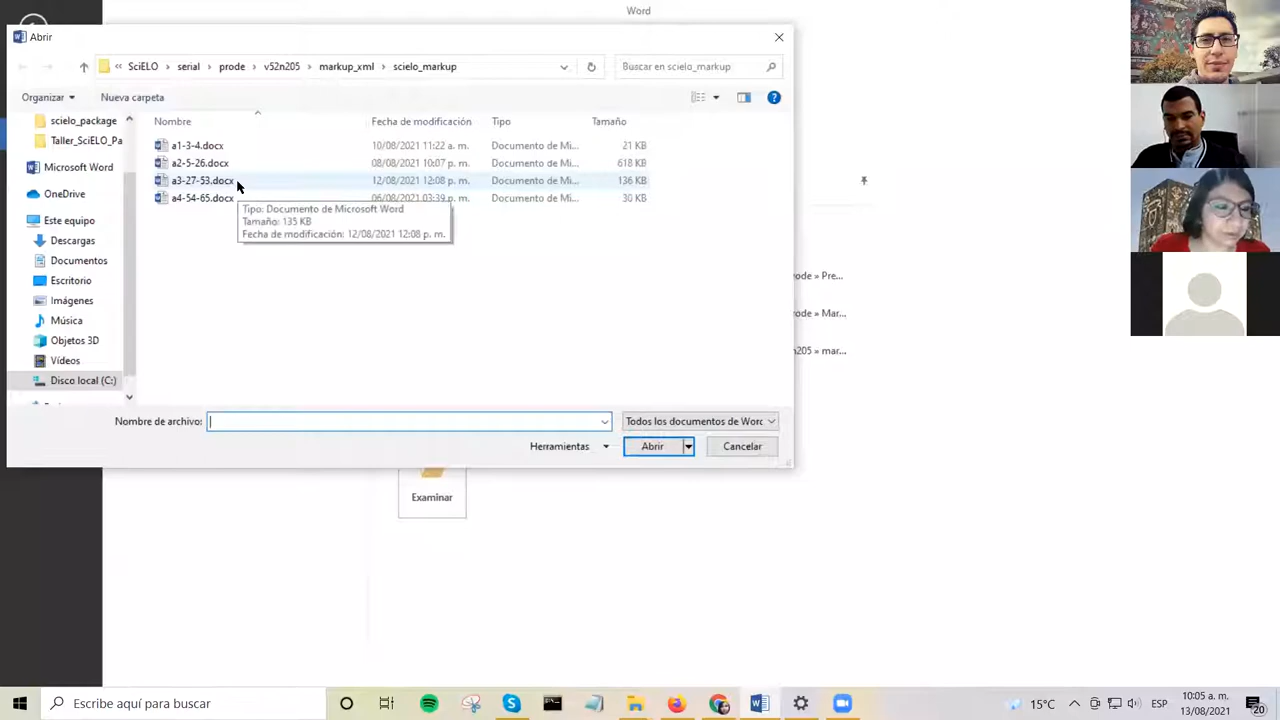 Word
Abrir
« SciELO › serial › prode › v52n205 › markup_xml › scielo_markup
Buscar en scielo_markup
Organizar
Nueva carpeta
scielo_package
Taller_SciELO_Pa
Microsoft Word
OneDrive
Este equipo
Descargas
Documentos
Escritorio
Imágenes
Música
Objetos 3D
Vídeos
Disco local (C:)
Nombre Fecha de modificación Tipo Tamaño
a1-3-4.docx 10/08/2021 11:22 a. m. Documento de Mi... 21 KB
a2-5-26.docx 08/08/2021 10:07 p. m. Documento de Mi... 618 KB
a3-27-53.docx 12/08/2021 12:08 p. m. Documento de Mi... 136 KB
a4-54-65.docx 06/08/2021 03:39 p. m. Documento de Mi... 30 KB
Tipo: Documento de Microsoft Word
Tamaño: 135 KB
Fecha de modificación: 12/08/2021 12:08 p. m.
rode » Pre...
rode » Mar...
n205 » mar...
Nombre de archivo:
Todos los documentos de Word
Herramientas
Abrir
Cancelar
Examinar
Escribe aquí para buscar
15°C
ESP
10:05 a. m.
13/08/2021
20